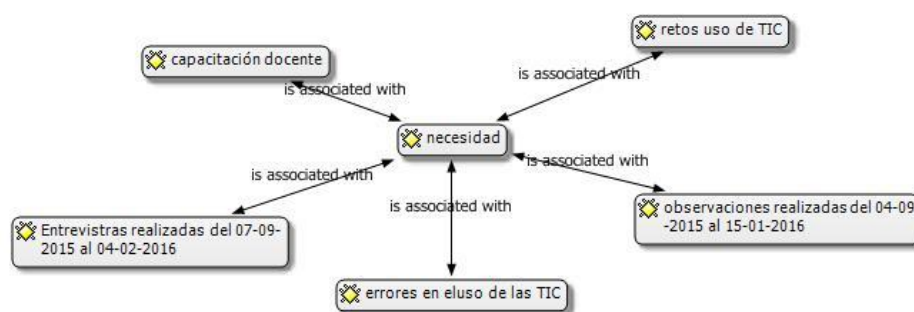 retos uso de TIC
capacitación docente
is associated with
is associated with
necesidad
is associated with
is associated with
is associated with
Entrevistras realizadas del 07-09-
2015 al 04-02-2016
observaciones realizadas del 04-09
-2015 al 15-01-2016
errores en eluso de las TIC